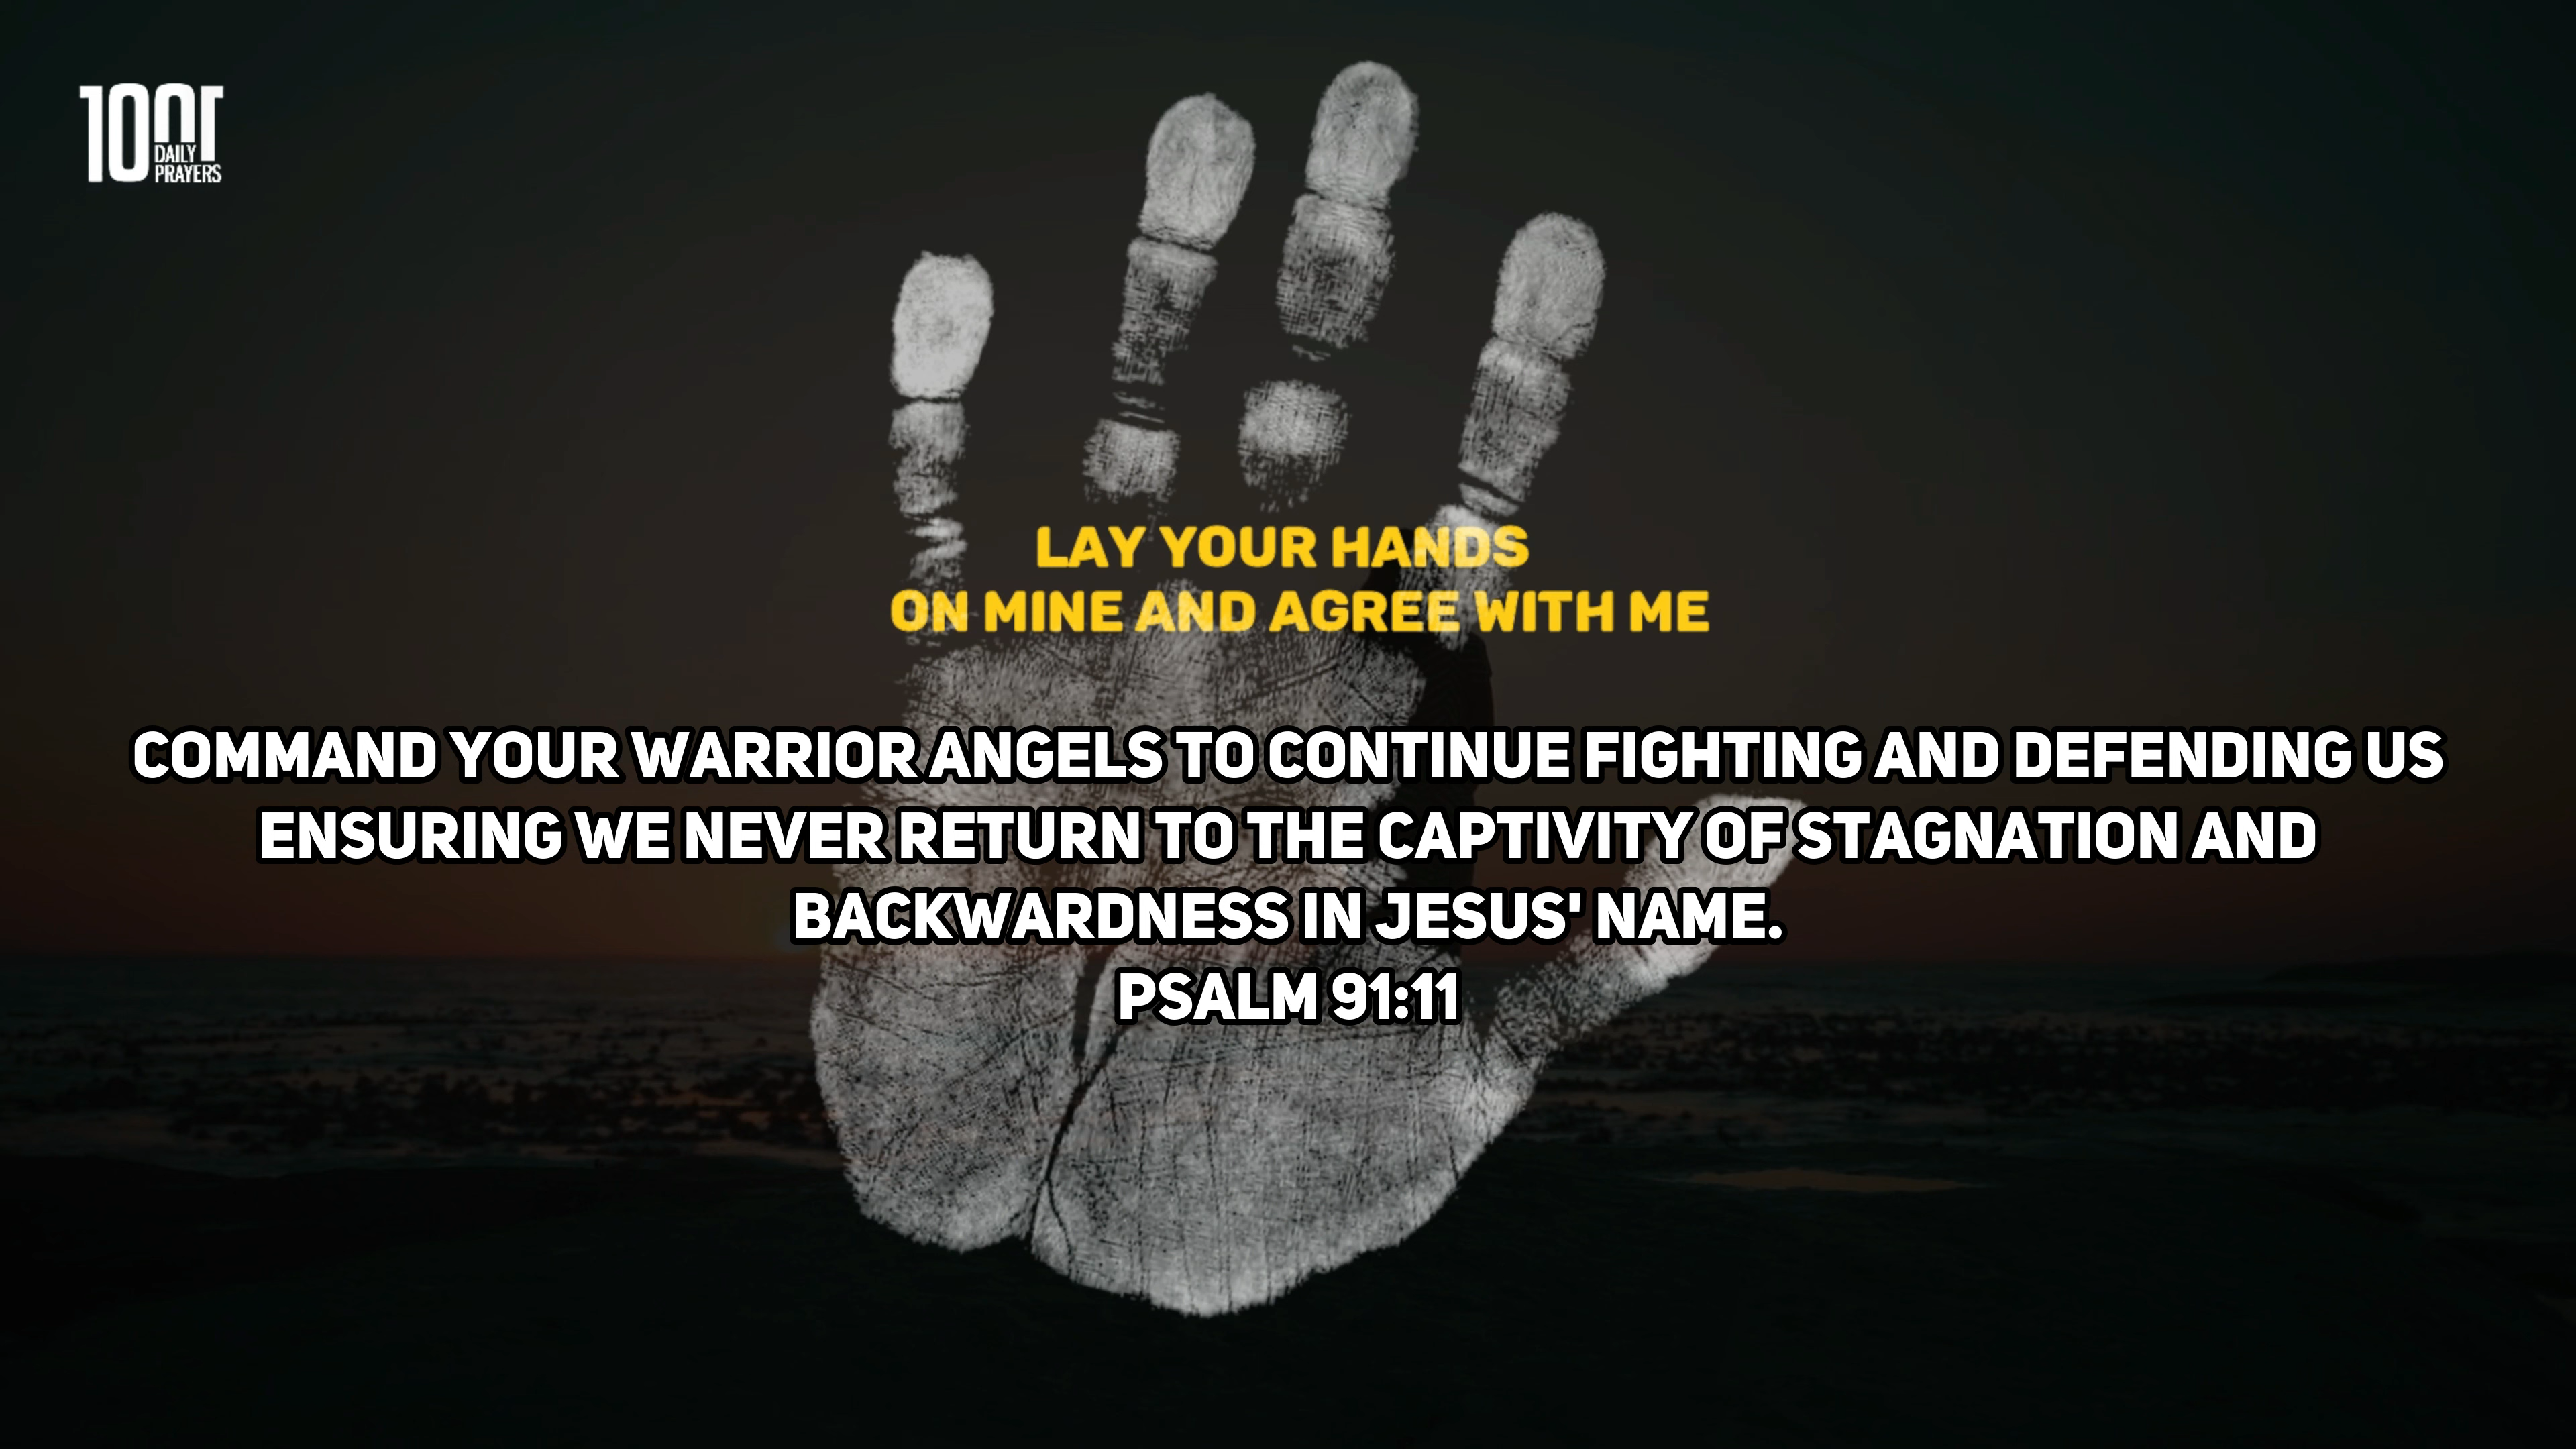 1001
DAILY
PRAYERS
LAY YOUR HANDS
ON MINE AND AGREE WITH ME
COMMAND YOUR WARRIOR ANGELS TO CONTINUE FIGHTING AND DEFENDING US
ENSURING WE NEVER RETURN TO THE CAPTIVITY OF STAGNATION AND
BACKWARDNESS IN JESUS' NAME.
PSALM 91:11